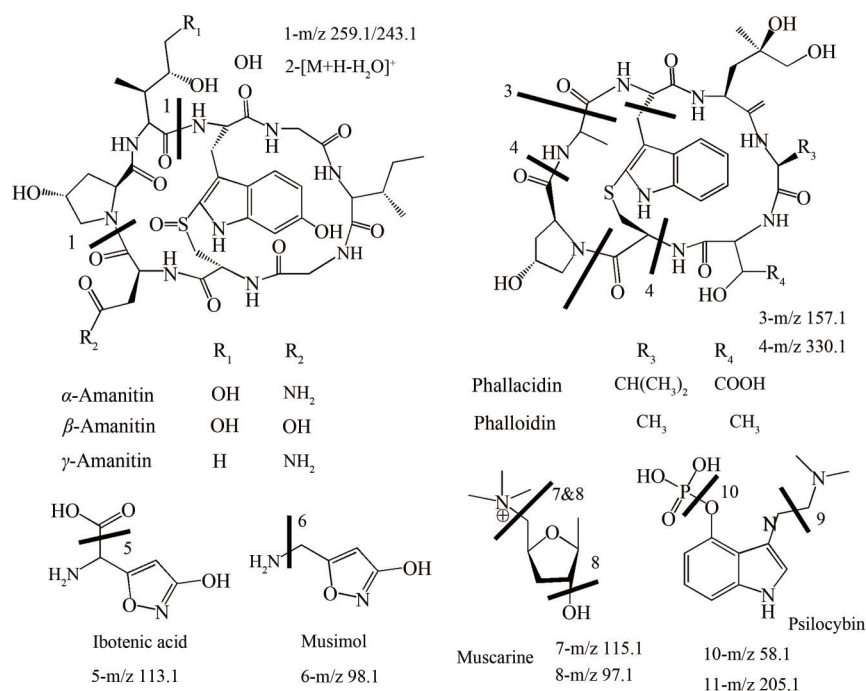 R₁
OH
OH
1-m/z 259.1/243.1
2-[M+H-H₂O]⁺
1
O
H
N
O
H
N
HN
O
O
O
HO
N
1
O
HN
O
O=S
N
H
OH
O
H
N
O
N
H
O
NH
O
R₂
OH
OH
3
O
H
N
O
H
N
O
HN
R₃
O
4
HN
O
S
N
H
NH
N
HO
O
4
N
H
O
HO
R₄
3-m/z 157.1
4-m/z 330.1
R₁ R₂
α-Amanitin OH NH₂
β-Amanitin OH OH
γ-Amanitin H NH₂
R₃ R₄
Phallacidin CH(CH₃)₂ COOH
Phalloidin CH₃ CH₃
HO
O
5
H₂N
O
N
OH
Ibotenic acid
5-m/z 113.1
6
H₂N
O
N
OH
Musimol
6-m/z 98.1
N
⊕
7&8
O
8
OH
Muscarine
7-m/z 115.1
8-m/z 97.1
OH
HO
P
O
O
10
N
N
9
N
H
Psilocybin
10-m/z 58.1
11-m/z 205.1